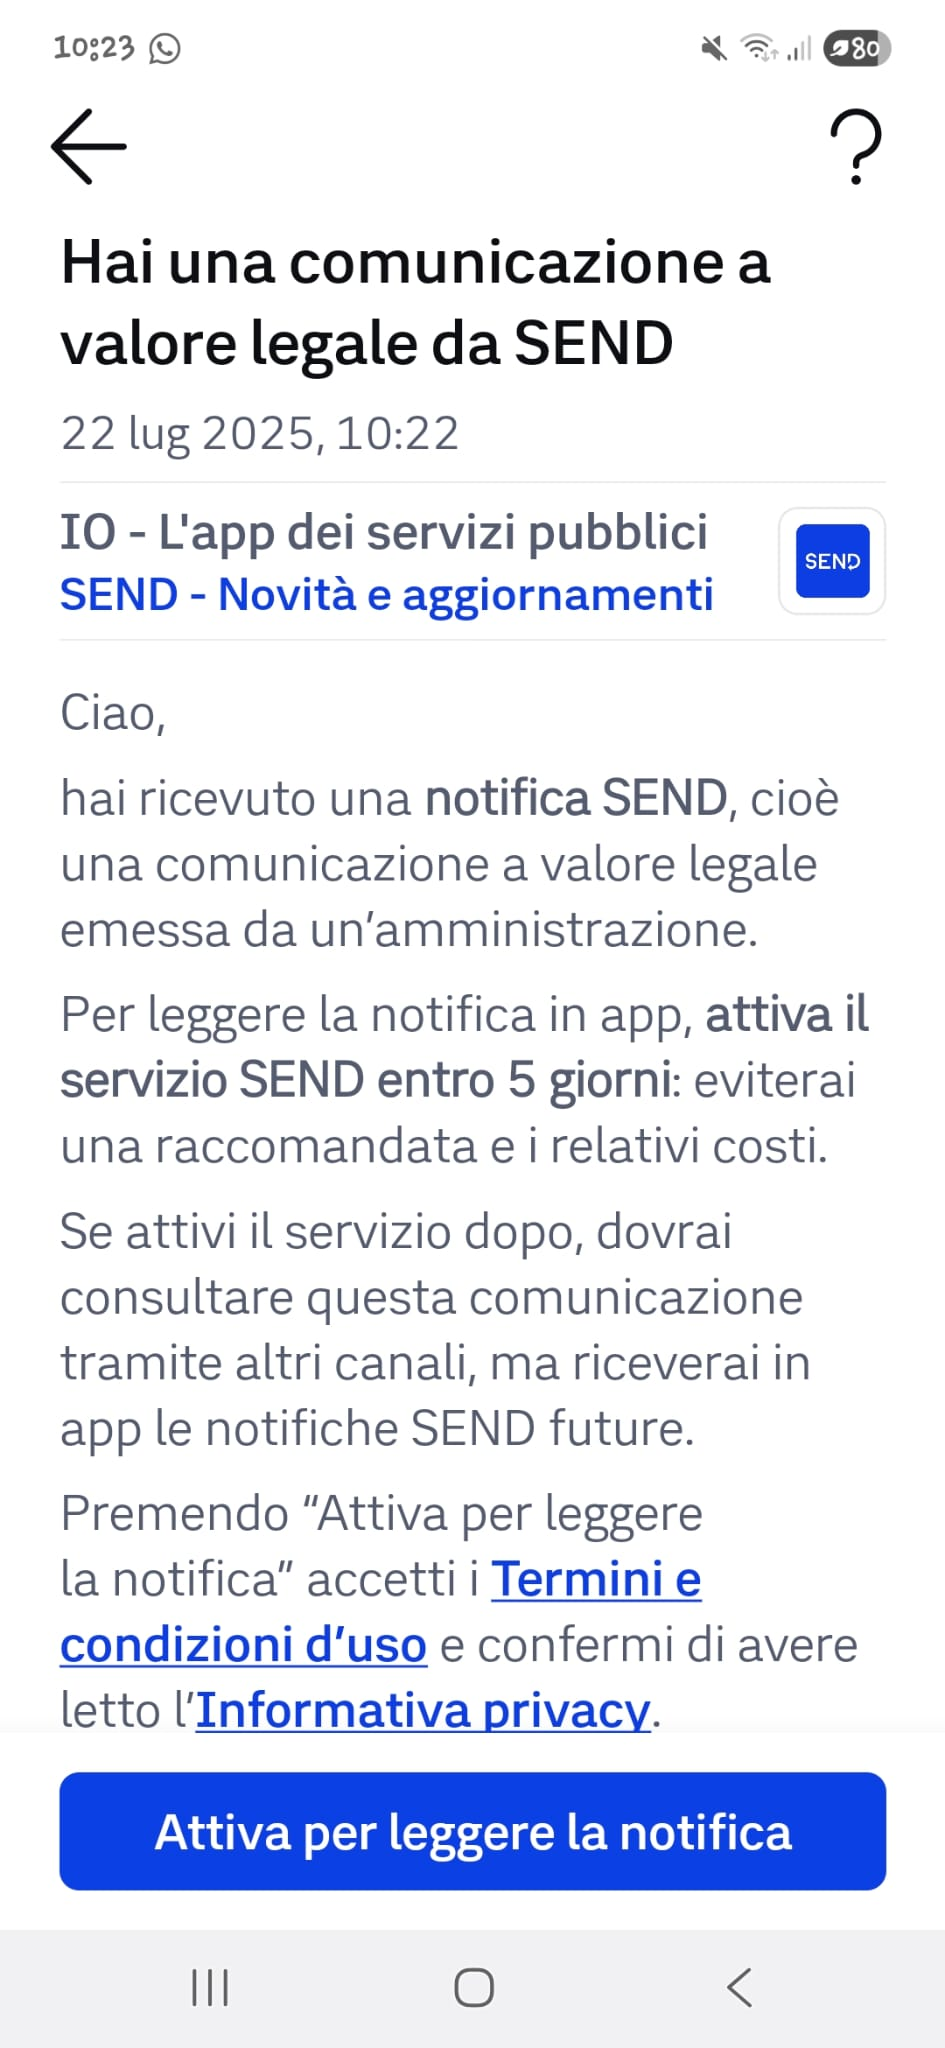 10:23
80
Hai una comunicazione a
valore legale da SEND
22 lug 2025, 10:22
IO - L'app dei servizi pubblici
SEND - Novità e aggiornamenti
SEND
Ciao,
hai ricevuto una notifica SEND, cioè
una comunicazione a valore legale
emessa da un’amministrazione.
Per leggere la notifica in app, attiva il
servizio SEND entro 5 giorni: eviterai
una raccomandata e i relativi costi.
Se attivi il servizio dopo, dovrai
consultare questa comunicazione
tramite altri canali, ma riceverai in
app le notifiche SEND future.
Premendo “Attiva per leggere
la notifica” accetti i Termini e
condizioni d’uso e confermi di avere
letto l’Informativa privacy.
Attiva per leggere la notifica